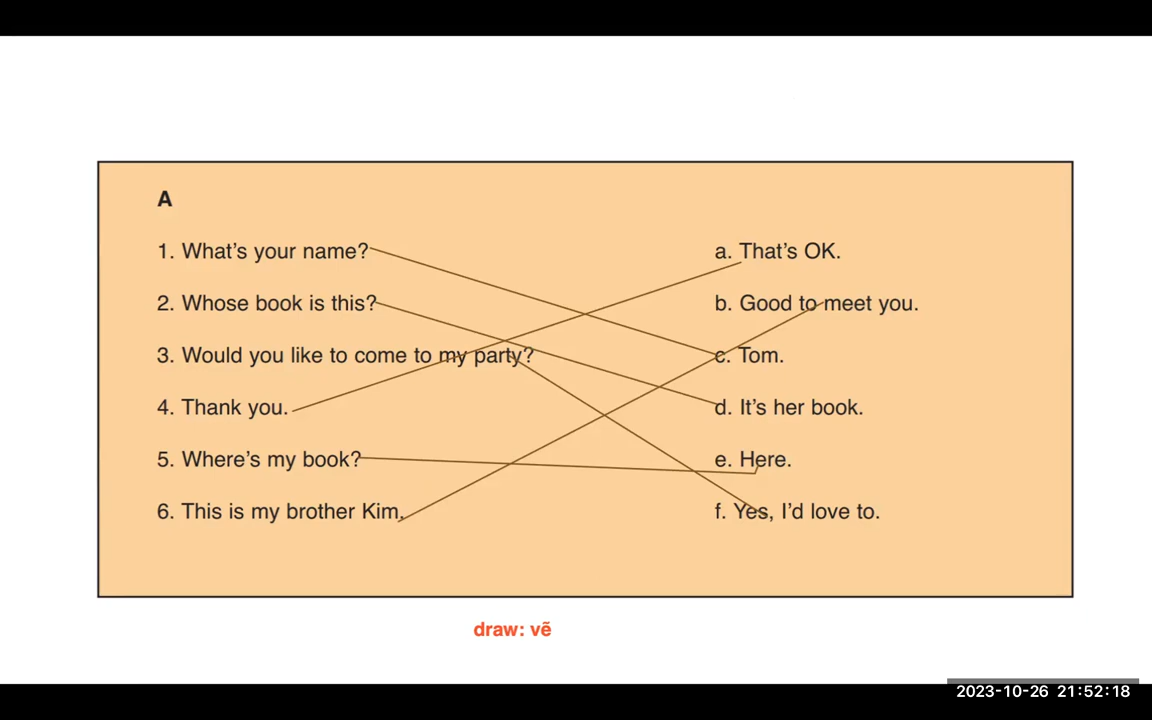 A
1. What's your name?
a. That's OK.
2. Whose book is this?
b. Good to meet you.
3. Would you like to come to my party?
c. Tom.
4. Thank you.
d. It's her book.
5. Where's my book?
e. Here.
6. This is my brother Kim.
f. Yes, I'd love to.
draw: vẽ
2023-10-26 21:52:18